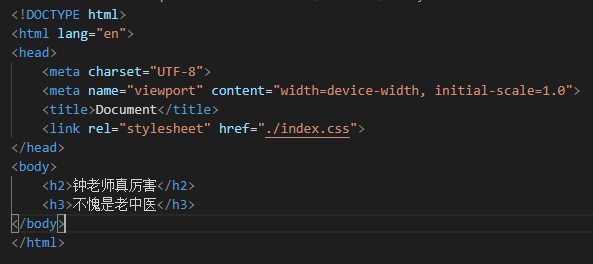 <!DOCTYPE html>
<html lang="en">
<head>
    <meta charset="UTF-8">
    <meta name="viewport" content="width=device-width, initial-scale=1.0">
    <title>Document</title>
    <link rel="stylesheet" href="./index.css">
</head>
<body>
    <h2>钟老师真厉害</h2>
    <h3>不愧是老中医</h3>
</body>
</html>